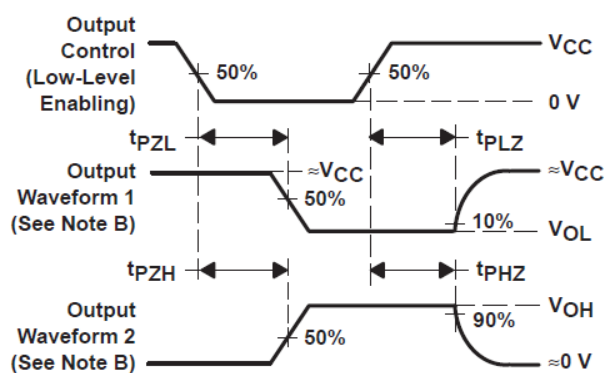 Output
Control
(Low-Level
Enabling)
50%
50%
VCC
0 V
tPZL
tPLZ
Output
Waveform 1
(See Note B)
≈VCC
50%
≈VCC
10%
VOL
tPZH
tPHZ
Output
Waveform 2
(See Note B)
50%
VOH
90%
≈0 V